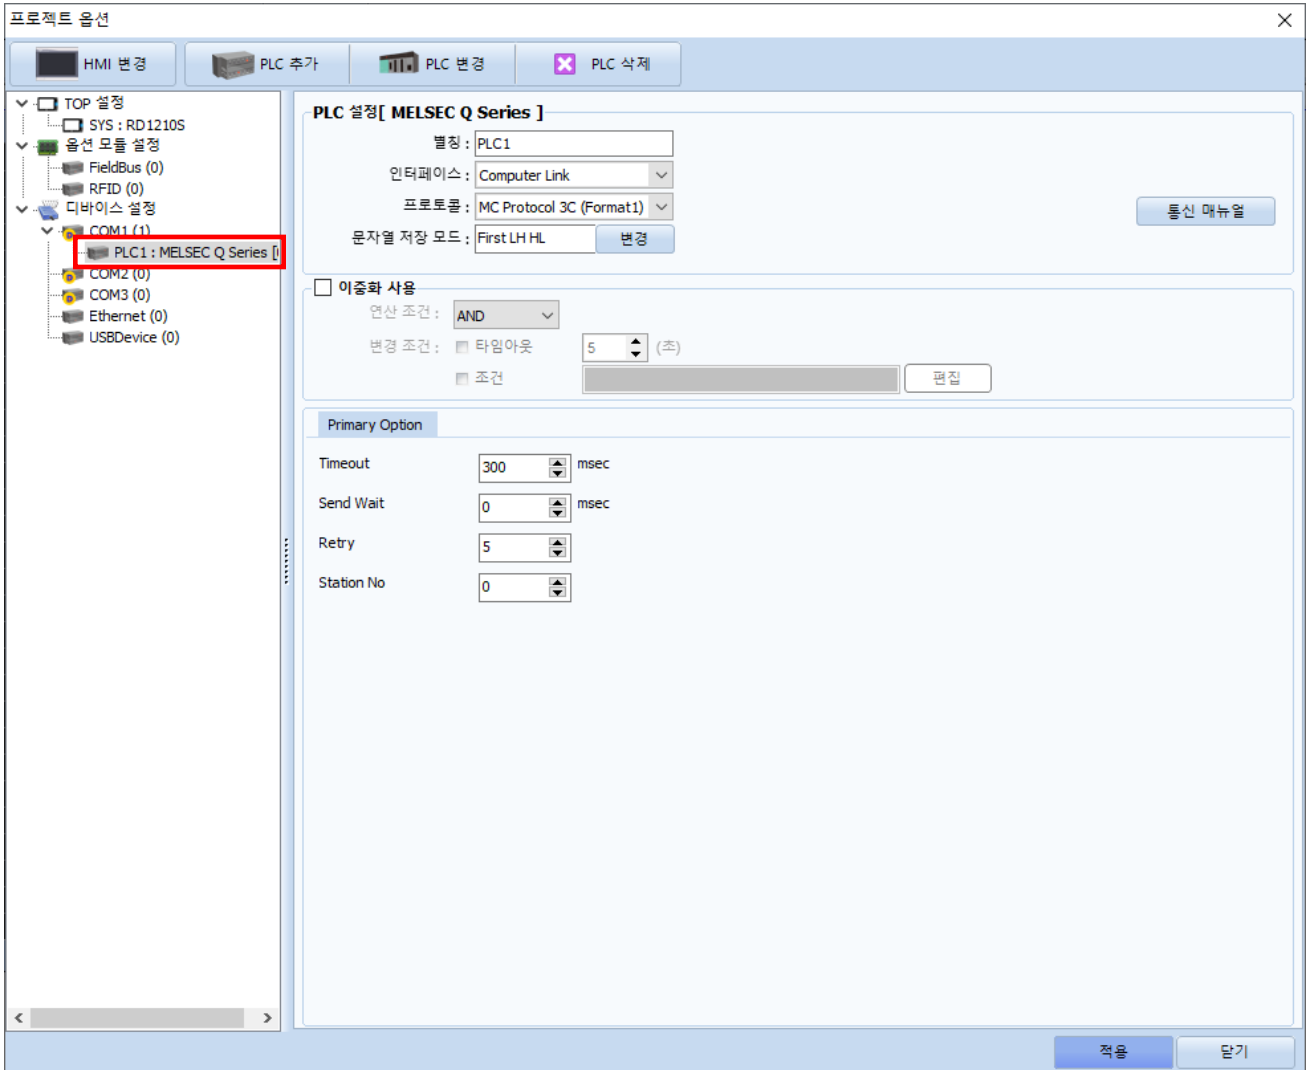 프로젝트 옵션
HMI 변경
PLC 추가
PLC 변경
PLC 삭제
TOP 설정
SYS : RD1210S
옵션 모듈 설정
FieldBus (0)
RFID (0)
디바이스 설정
COM1 (1)
PLC1 : MELSEC Q Series [
COM2 (0)
COM3 (0)
Ethernet (0)
USBDevice (0)
PLC 설정[ MELSEC Q Series ]
별칭 : PLC1
인터페이스 : Computer Link
프로토콜 : MC Protocol 3C (Format1)
통신 매뉴얼
문자열 저장 모드 : First LH HL 변경
이중화 사용
연산 조건 : AND
변경 조건 : 타임아웃 5 (초)
조건 편집
Primary Option
Timeout 300 msec
Send Wait 0 msec
Retry 5
Station No 0
적용
닫기